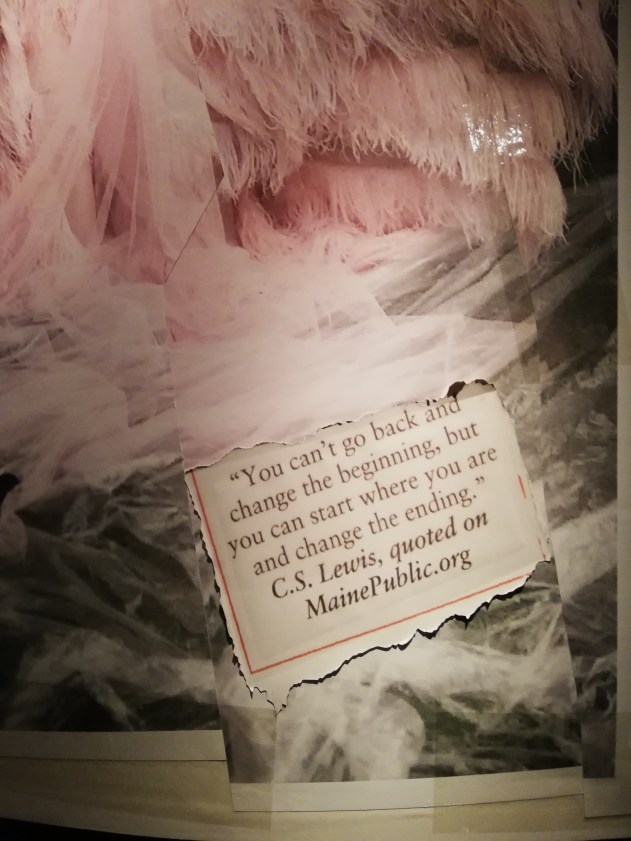 “You can’t go back and
change the beginning, but
you can start where you are
and change the ending.”
C.S. Lewis, quoted on
MainePublic.org